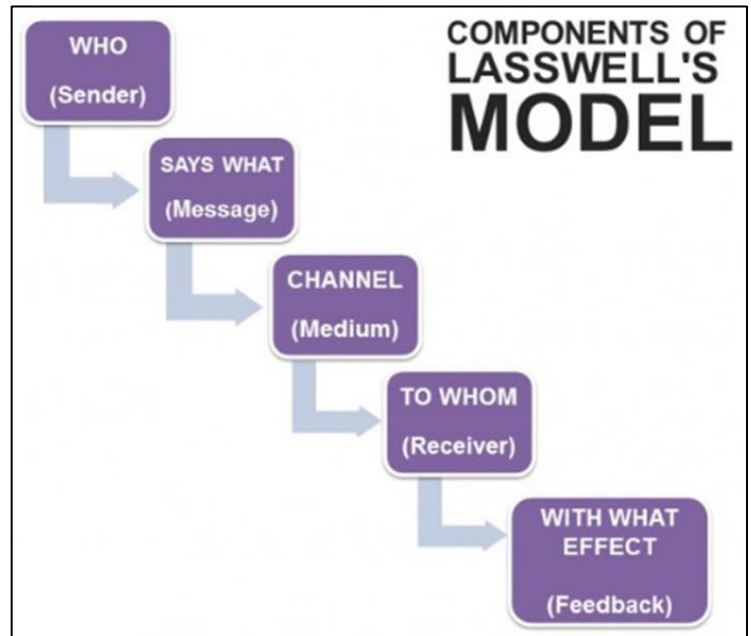 COMPONENTS OF
LASSWELL'S
MODEL
WHO
(Sender)
SAYS WHAT
(Message)
CHANNEL
(Medium)
TO WHOM
(Receiver)
WITH WHAT
EFFECT
(Feedback)